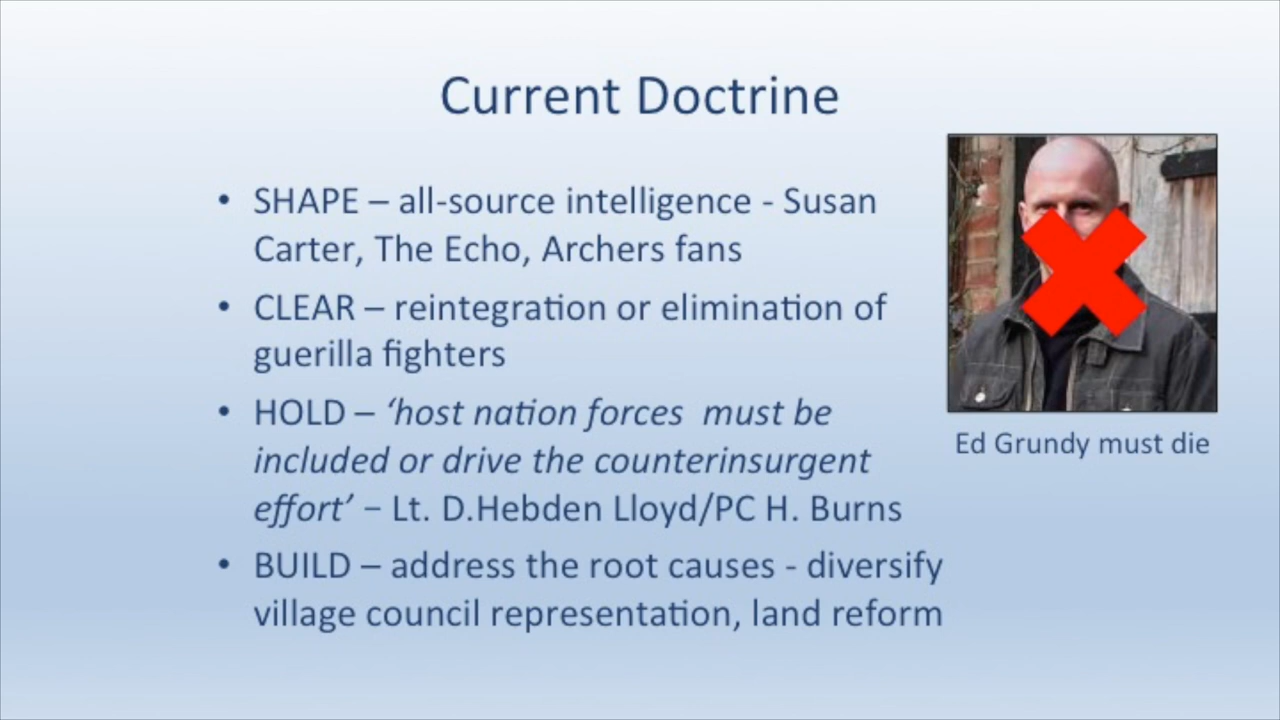 Current Doctrine
• SHAPE – all-source intelligence - Susan
Carter, The Echo, Archers fans
• CLEAR – reintegration or elimination of
guerilla fighters
• HOLD – ‘host nation forces  must be
included or drive the counterinsurgent
effort’ – Lt. D.Hebden Lloyd/PC H. Burns
• BUILD – address the root causes - diversify
village council representation, land reform
Ed Grundy must die